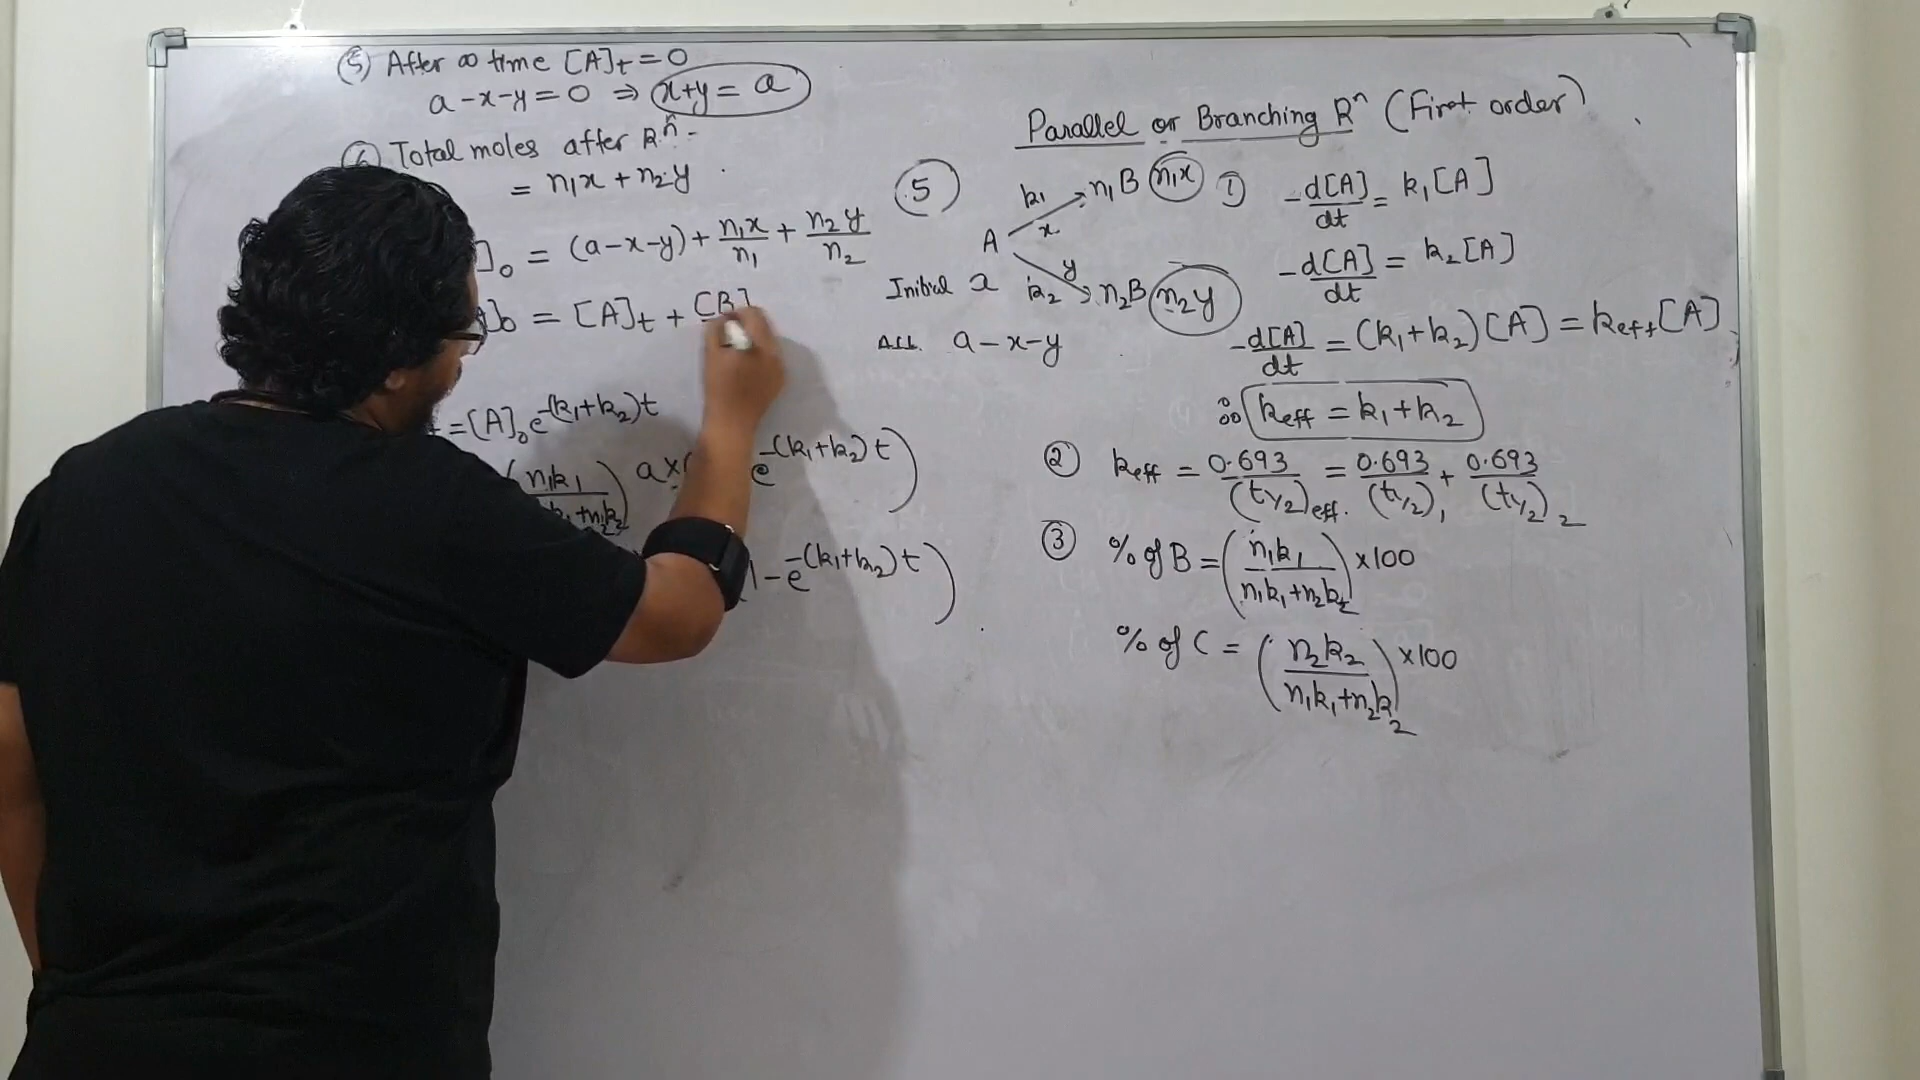 (5) After ∞ time [A]t = 0
a-x-y = 0 ⇒ x+y = a
(6) Total moles after Rⁿ -
= n₁x + n₂y
]₀ = (a-x-y) + n₁x/n₁ + n₂y/n₂
A]₀ = [A]t + [B]
t = [A]₀e^-(k₁+k₂)t
(n₁k₁/k₁+n₂k₂) a× e^-(k₁+k₂)t)
1-e^-(k₁+k₂)t)
Parallel or Branching Rⁿ (First order)
(5)
A
k₁ x n₁B (n₁x)
k₂ y n₂B (n₂y)
Initial a
a-x-y
(1) -d[A]/dt = k₁[A]
-d[A]/dt = k₂[A]
-d[A]/dt = (k₁+k₂)[A] = keff[A]
∴ keff = k₁+k₂
(2) keff = 0.693/(t½)eff. = 0.693/(t½)₁ + 0.693/(t½)₂
(3) % of B = (n₁k₁/n₁k₁+n₂k₂) ×100
% of C = (n₂k₂/n₁k₁+n₂k₂) ×100